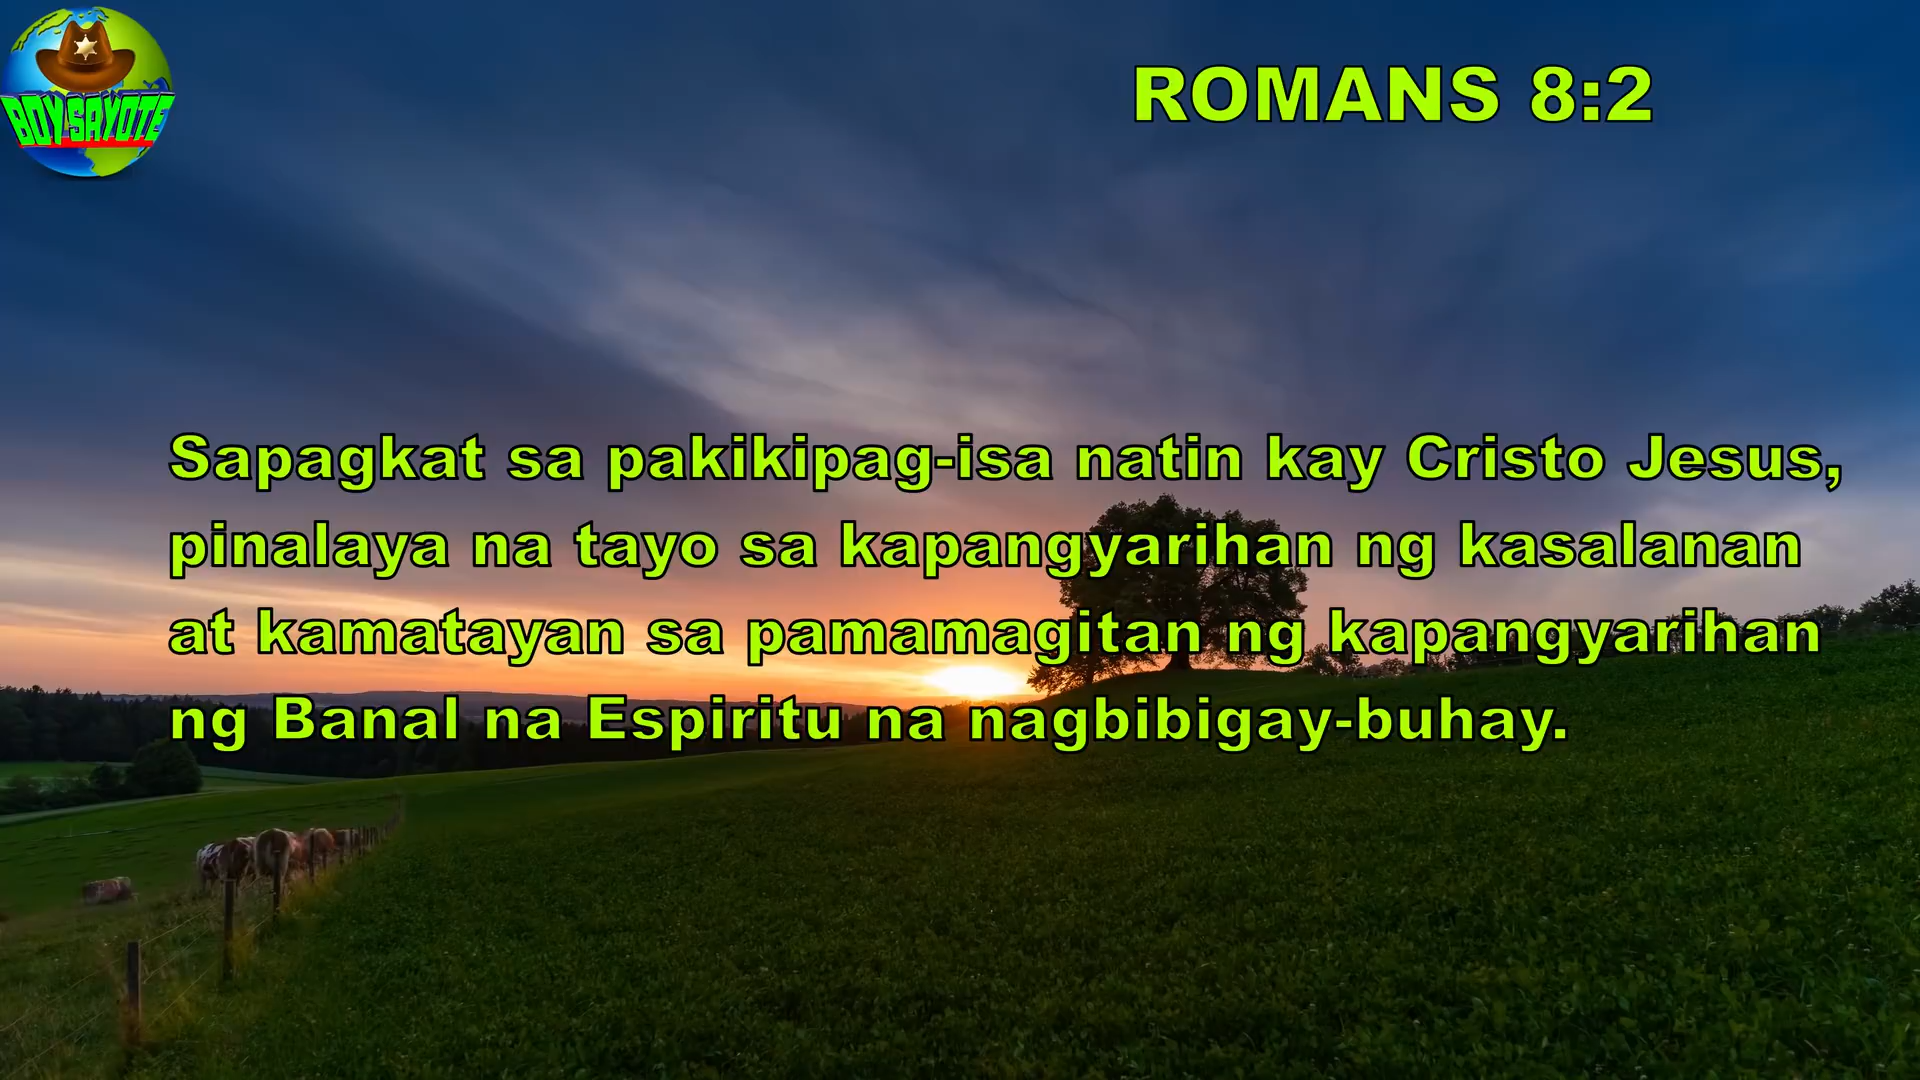 BOY SAYOTE
ROMANS 8:2
Sapagkat sa pakikipag-isa natin kay Cristo Jesus,
pinalaya na tayo sa kapangyarihan ng kasalanan
at kamatayan sa pamamagitan ng kapangyarihan
ng Banal na Espiritu na nagbibigay-buhay.